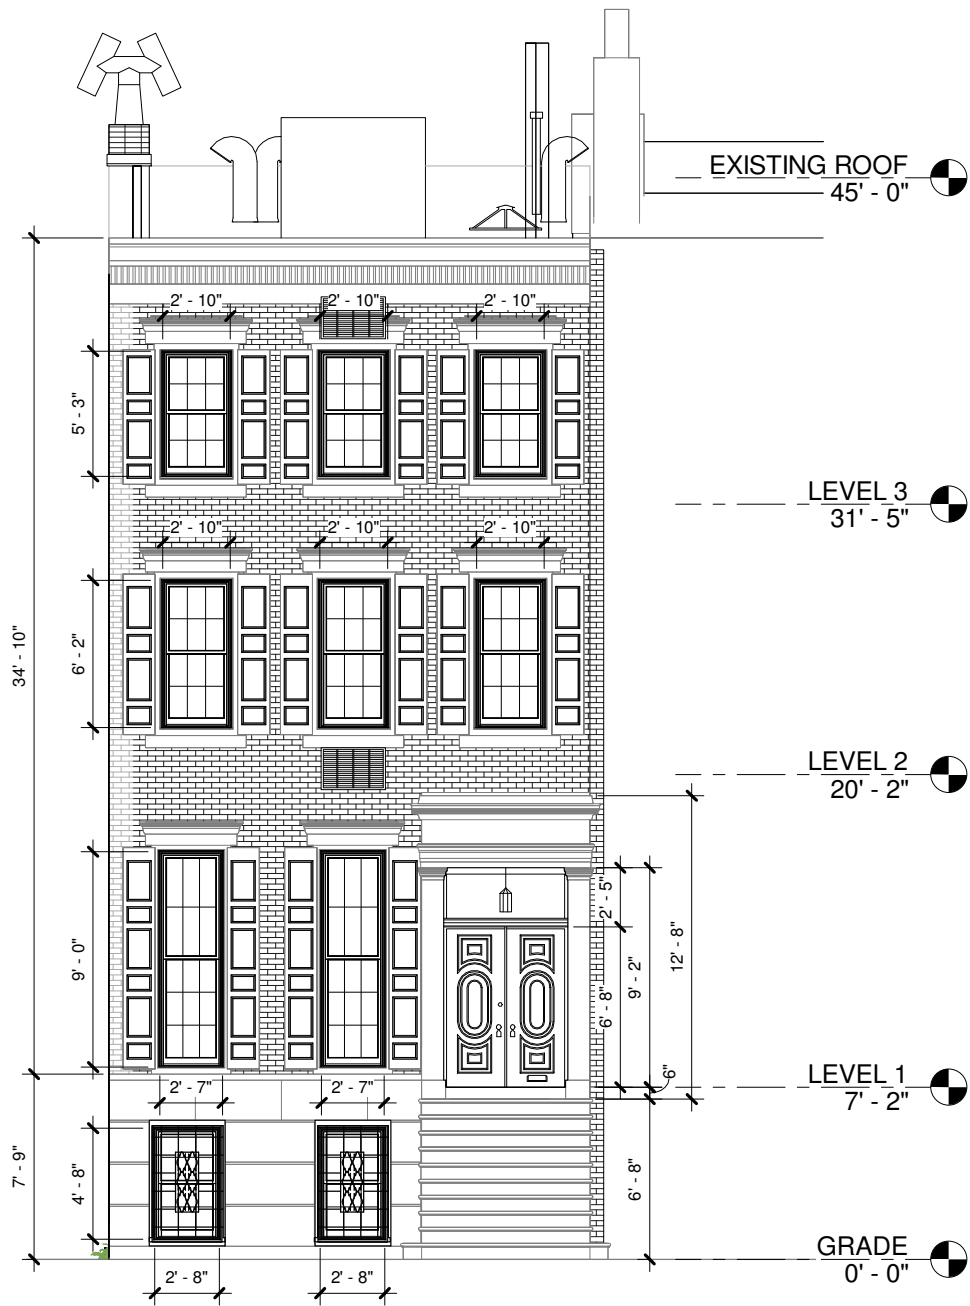 EXISTING ROOF
45' - 0"
2' - 10"
2' - 10"
2' - 10"
5' - 3"
LEVEL 3
31' - 5"
2' - 10"
2' - 10"
2' - 10"
34' - 10"
6' - 2"
LEVEL 2
20' - 2"
2' - 5"
12' - 8"
9' - 0"
9' - 2"
6' - 8"
6"
LEVEL 1
7' - 2"
2' - 7"
2' - 7"
7' - 9"
4' - 8"
6' - 8"
GRADE
0' - 0"
2' - 8"
2' - 8"